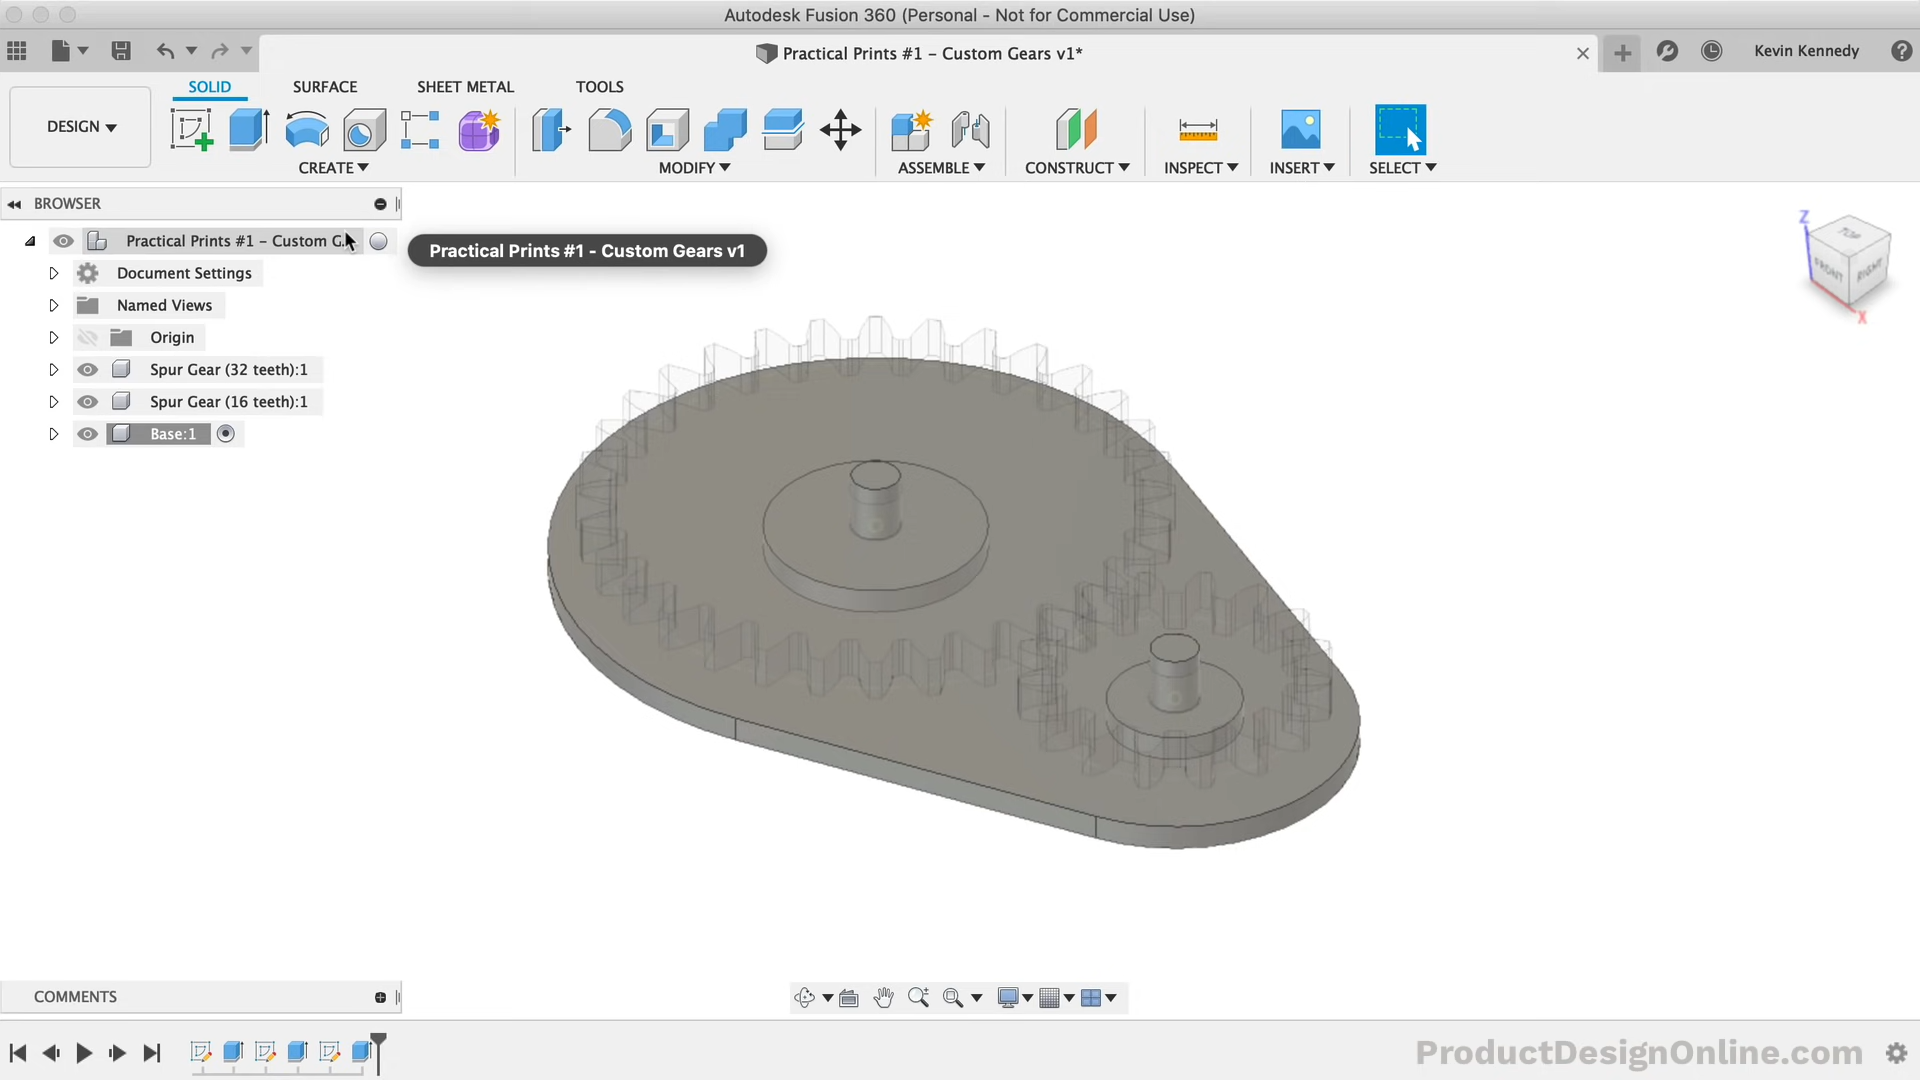 Autodesk Fusion 360 (Personal - Not for Commercial Use)
Practical Prints #1 – Custom Gears v1*
Kevin Kennedy
SOLID
SURFACE
SHEET METAL
TOOLS
DESIGN
CREATE
MODIFY
ASSEMBLE
CONSTRUCT
INSPECT
INSERT
SELECT
BROWSER
Practical Prints #1 – Custom G
Practical Prints #1 - Custom Gears v1
Document Settings
Named Views
Origin
Spur Gear (32 teeth):1
Spur Gear (16 teeth):1
Base:1
Z
TOP
FRONT
RIGHT
X
COMMENTS
ProductDesignOnline.com